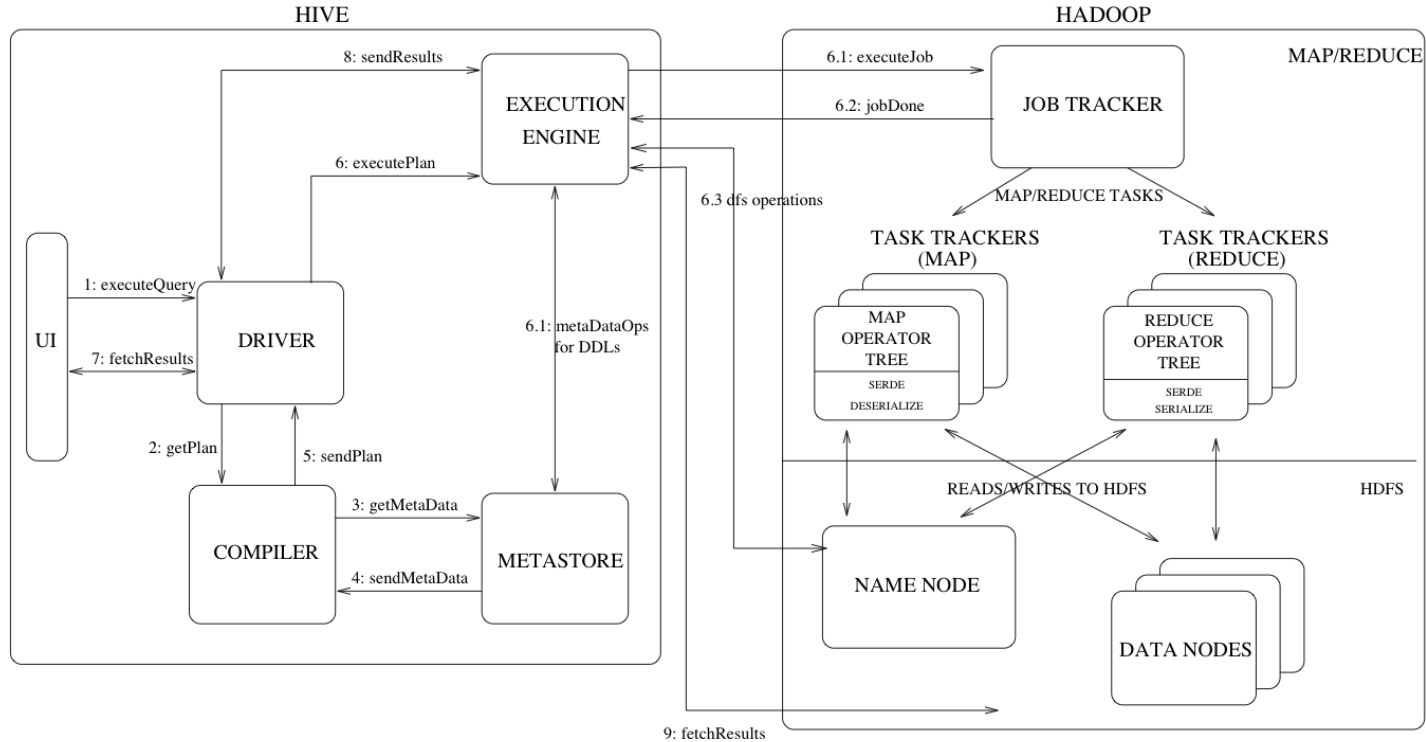 HIVE
HADOOP
MAP/REDUCE
8: sendResults
6.1: executeJob
EXECUTION
ENGINE
JOB TRACKER
6.2: jobDone
6: executePlan
6.3 dfs operations
MAP/REDUCE TASKS
TASK TRACKERS
(MAP)
TASK TRACKERS
(REDUCE)
1: executeQuery
UI
DRIVER
7: fetchResults
6.1: metaDataOps
for DDLs
MAP
OPERATOR
TREE
SERDE
DESERIALIZE
REDUCE
OPERATOR
TREE
SERDE
SERIALIZE
2: getPlan
5: sendPlan
READS/WRITES TO HDFS
HDFS
3: getMetaData
COMPILER
METASTORE
4: sendMetaData
NAME NODE
DATA NODES
9: fetchResults